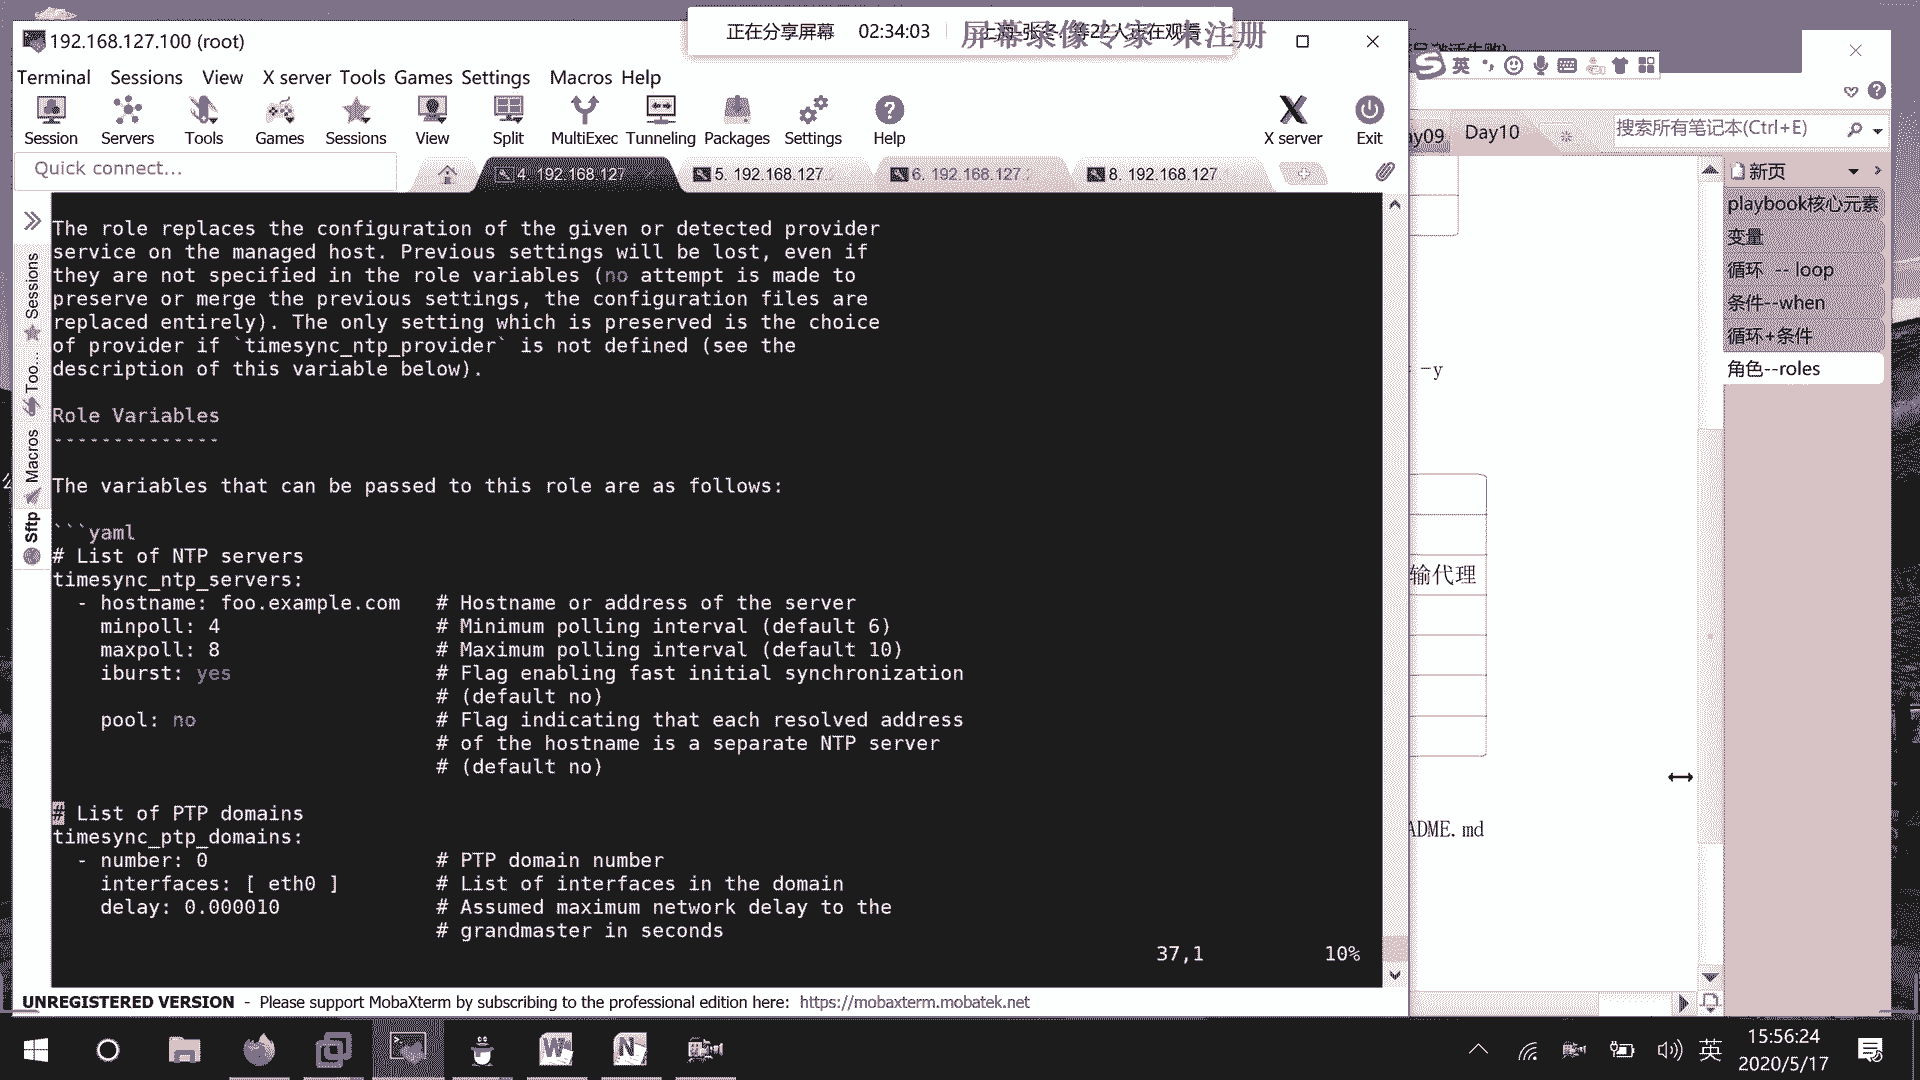 正在分享屏幕 02:34:03
屏幕录像专家 未注册
192.168.127.100 (root)
Terminal Sessions View X server Tools Games Settings Macros Help
Session Servers Tools Games Sessions View Split MultiExec Tunneling Packages Settings Help X server Exit
Quick connect...
4. 192.168.127
5. 192.168.127.
6. 192.168.127.
8. 192.168.127.
Sessions
Too...
Macros
Sftp
The role replaces the configuration of the given or detected provider
service on the managed host. Previous settings will be lost, even if
they are not specified in the role variables (no attempt is made to
preserve or merge the previous settings, the configuration files are
replaced entirely). The only setting which is preserved is the choice
of provider if `timesync_ntp_provider` is not defined (see the
description of this variable below).
Role Variables
--------------
The variables that can be passed to this role are as follows:
```yaml
# List of NTP servers
timesync_ntp_servers:
- hostname: foo.example.com # Hostname or address of the server
minpoll: 4 # Minimum polling interval (default 6)
maxpoll: 8 # Maximum polling interval (default 10)
iburst: yes # Flag enabling fast initial synchronization
# (default no)
pool: no # Flag indicating that each resolved address
# of the hostname is a separate NTP server
# (default no)
# List of PTP domains
timesync_ptp_domains:
- number: 0 # PTP domain number
interfaces: [ eth0 ] # List of interfaces in the domain
delay: 0.000010 # Assumed maximum network delay to the
# grandmaster in seconds
37,1 10%
UNREGISTERED VERSION - Please support MobaXterm by subscribing to the professional edition here: https://mobaxterm.mobatek.net
英
ay09 Day10
搜索所有笔记本(Ctrl+E)
新页
playbook核心元素
变量
循环 -- loop
条件--when
循环+条件
角色--roles
-y
输代理
ADME.md
英
15:56:24
2020/5/17